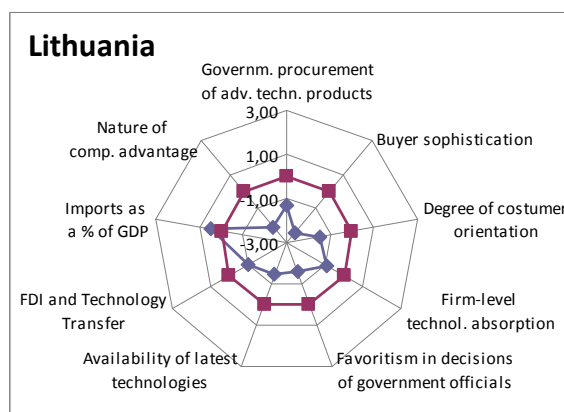 Lithuania
Governm. procurement
of adv. techn. products
3,00
Nature of
comp. advantage
Buyer sophistication
1,00
Imports as
a % of GDP
-1,00
Degree of costumer
orientation
-3,00
FDI and Technology
Transfer
Firm-level
technol. absorption
Availability of latest
technologies
Favoritism in decisions
of government officials